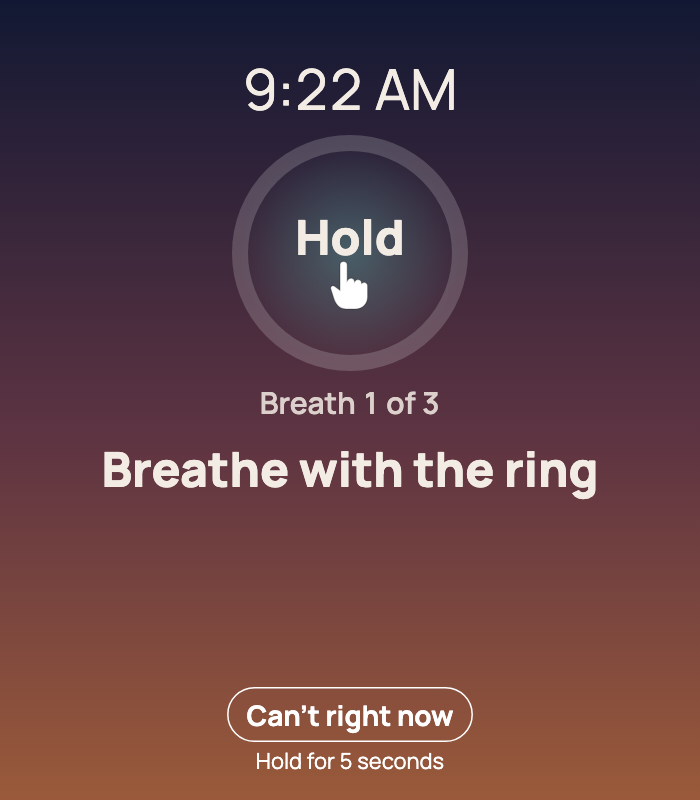 9:22 AM
Hold
Breath 1 of 3
Breathe with the ring
Can't right now
Hold for 5 seconds